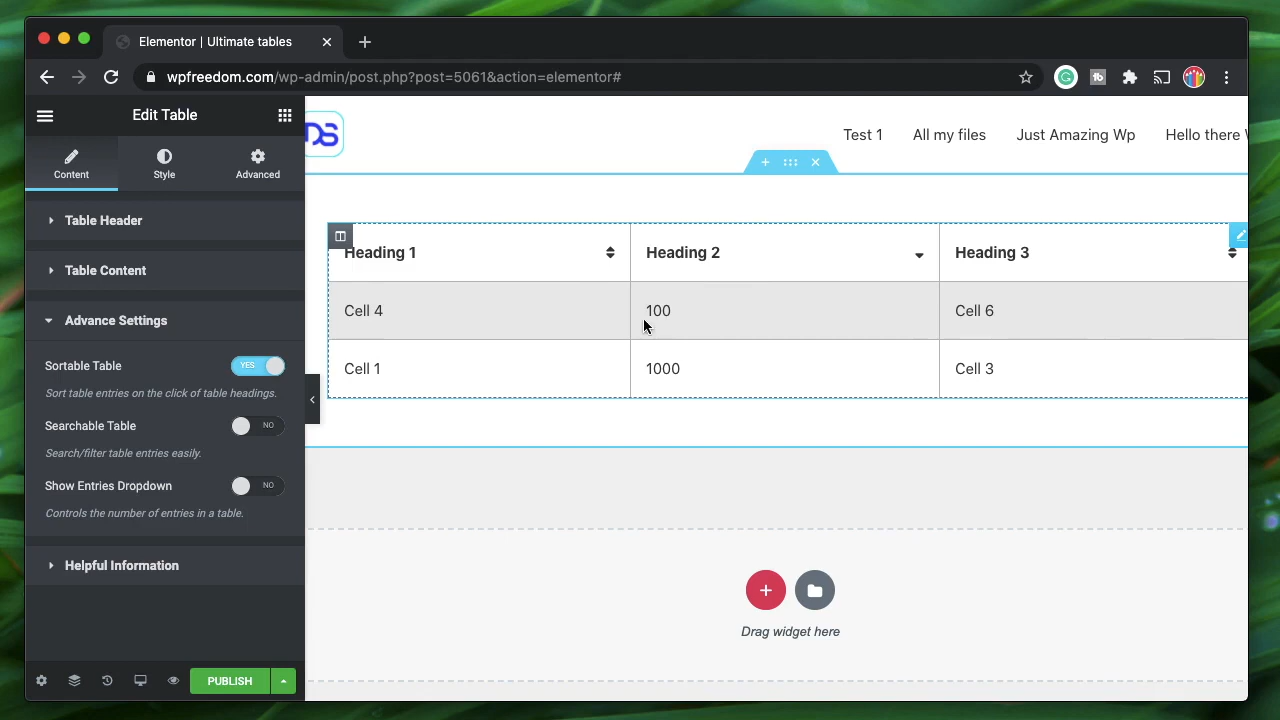 Elementor | Ultimate tables
wpfreedom.com/wp-admin/post.php?post=5061&action=elementor#
Edit Table
Content
Style
Advanced
Table Header
Table Content
Advance Settings
Sortable Table
YES
Sort table entries on the click of table headings.
Searchable Table
NO
Search/filter table entries easily.
Show Entries Dropdown
NO
Controls the number of entries in a table.
Helpful Information
PUBLISH
DS
Test 1 All my files Just Amazing Wp Hello there
Heading 1 Heading 2 Heading 3
Cell 4 100 Cell 6
Cell 1 1000 Cell 3
Drag widget here